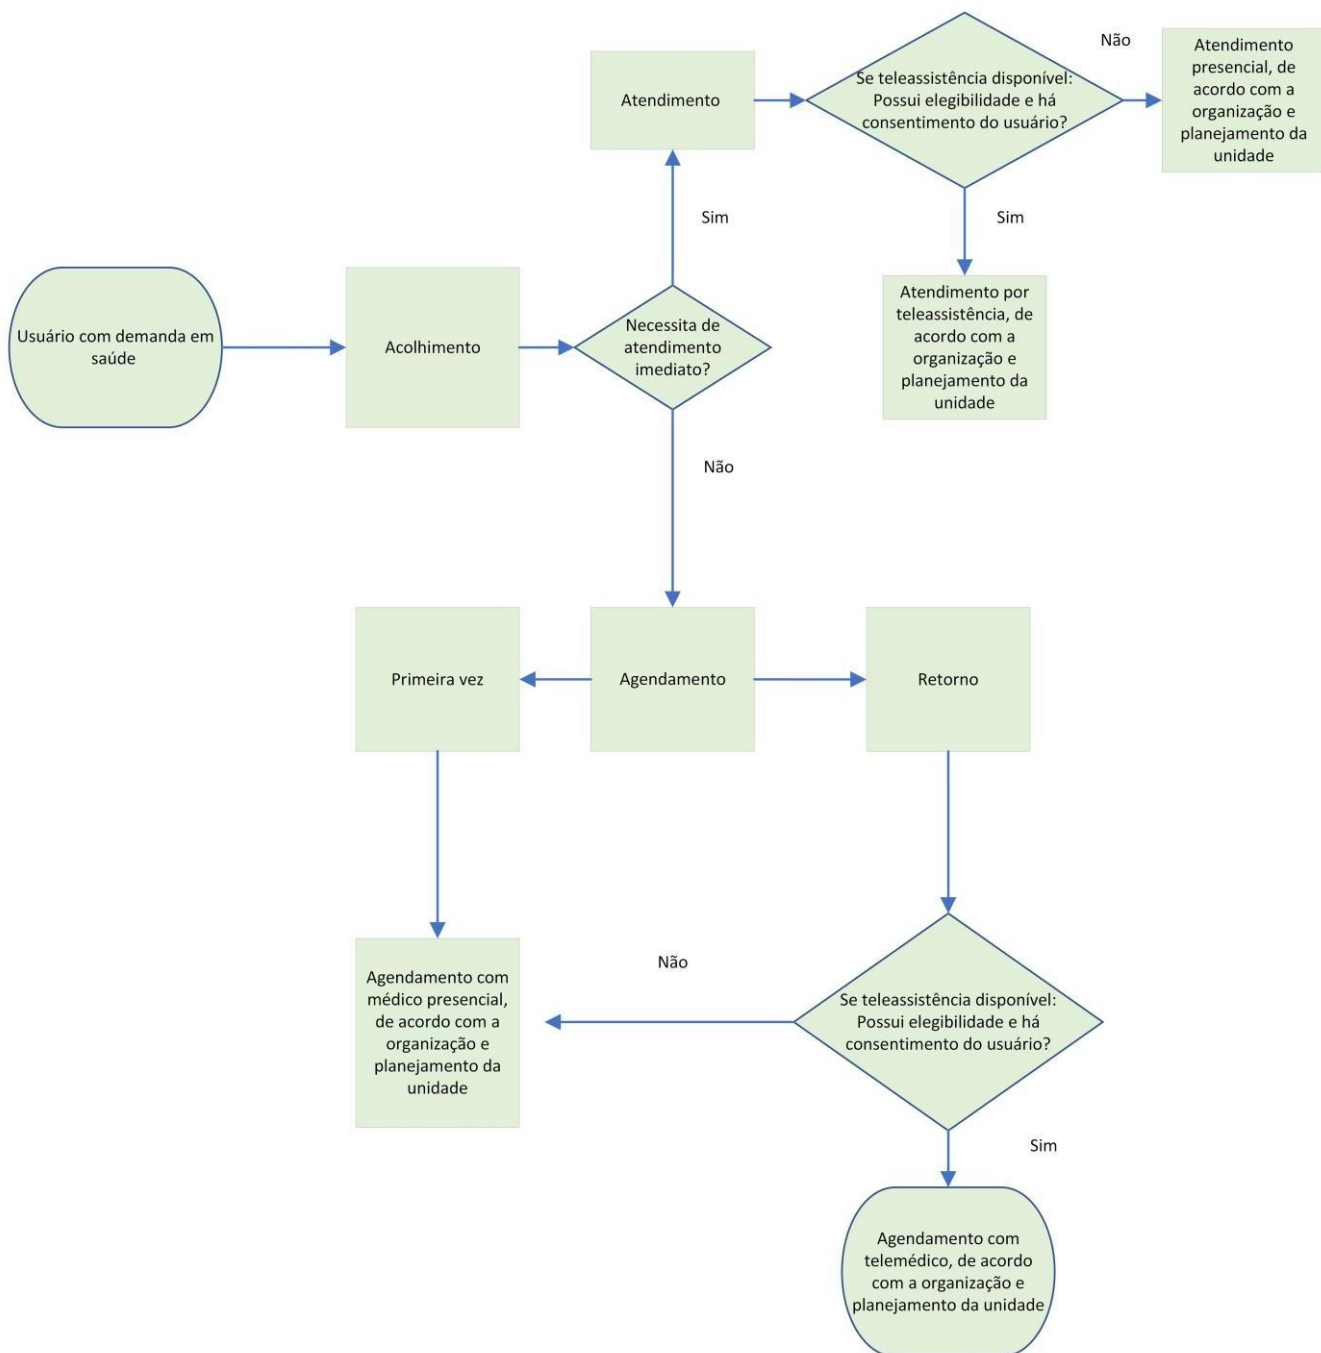 Usuário com demanda em
saúde
Acolhimento
Necessita de
atendimento
imediato?
Sim
Atendimento
Se teleassistência disponível:
Possui elegibilidade e há
consentimento do usuário?
Não
Atendimento
presencial, de
acordo com a
organização e
planejamento da
unidade
Sim
Atendimento por
teleassistência, de
acordo com a
organização e
planejamento da
unidade
Não
Agendamento
Primeira vez
Retorno
Agendamento com
médico presencial,
de acordo com a
organização e
planejamento da
unidade
Não
Se teleassistência disponível:
Possui elegibilidade e há
consentimento do usuário?
Sim
Agendamento com
telemédico, de acordo
com a organização e
planejamento da unidade